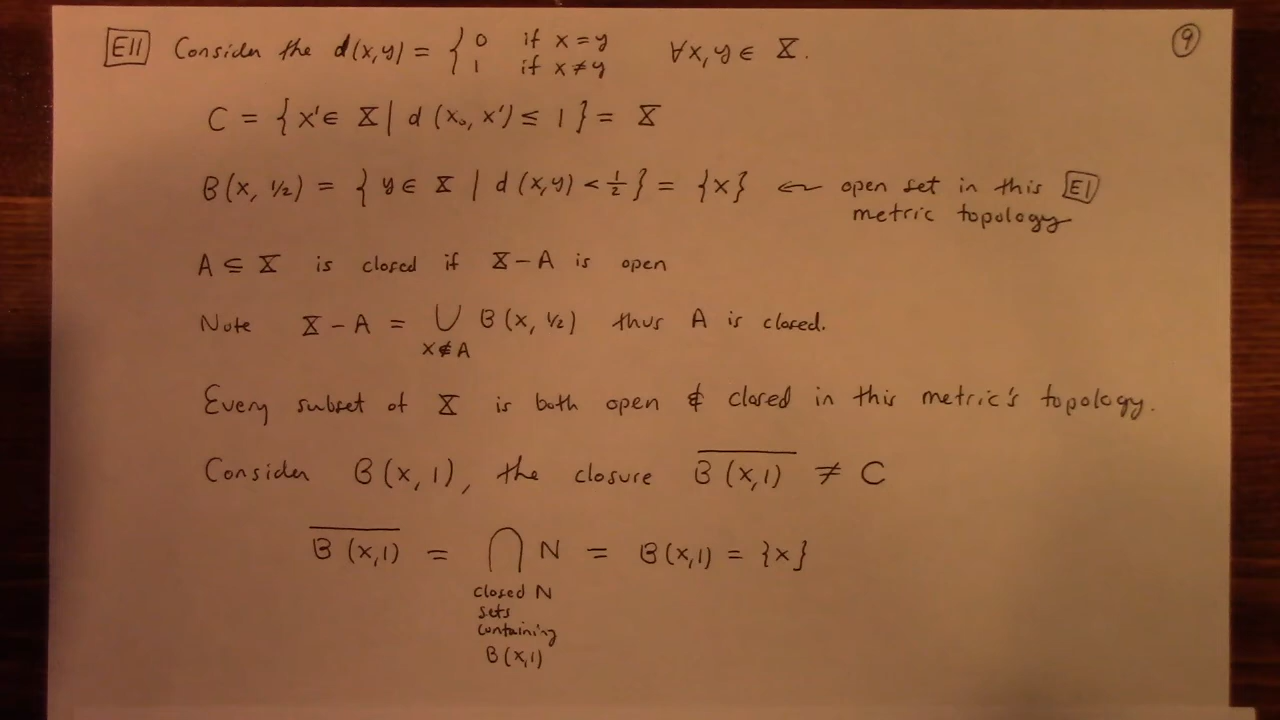 E11 Consider the d(x,y) = { 0 if x = y ∀x, y ∈ X. 9
1 if x ≠ y
C = { x' ∈ X | d(x₀, x') ≤ 1 } = X
B(x, 1/2) = { y ∈ X | d(x,y) < 1/2 } = {x} ← open set in this E1
metric topology
A ⊆ X is closed if X - A is open
Note X - A = ∪ B(x, 1/2) thus A is closed.
x ∉ A
Every subset of X is both open & closed in this metric's topology.
Consider B(x, 1), the closure \overline{B(x,1)} ≠ C
\overline{B(x,1)} = ∩ N = B(x,1) = {x}
closed N
sets
containing
B(x,1)